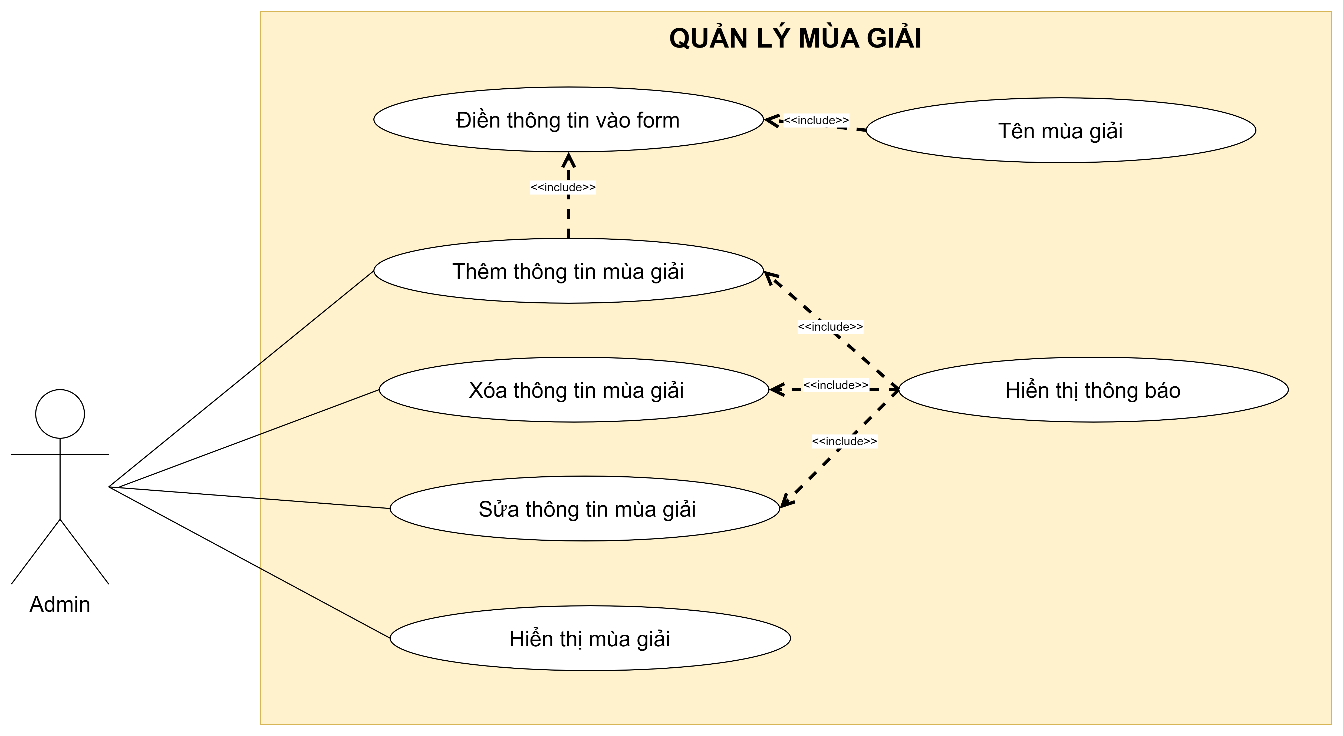 QUẢN LÝ MÙA GIẢI
Điền thông tin vào form
<<include>>
Tên mùa giải
<<include>>
Thêm thông tin mùa giải
<<include>>
Xóa thông tin mùa giải
<<include>>
Hiển thị thông báo
<<include>>
Sửa thông tin mùa giải
Admin
Hiển thị mùa giải